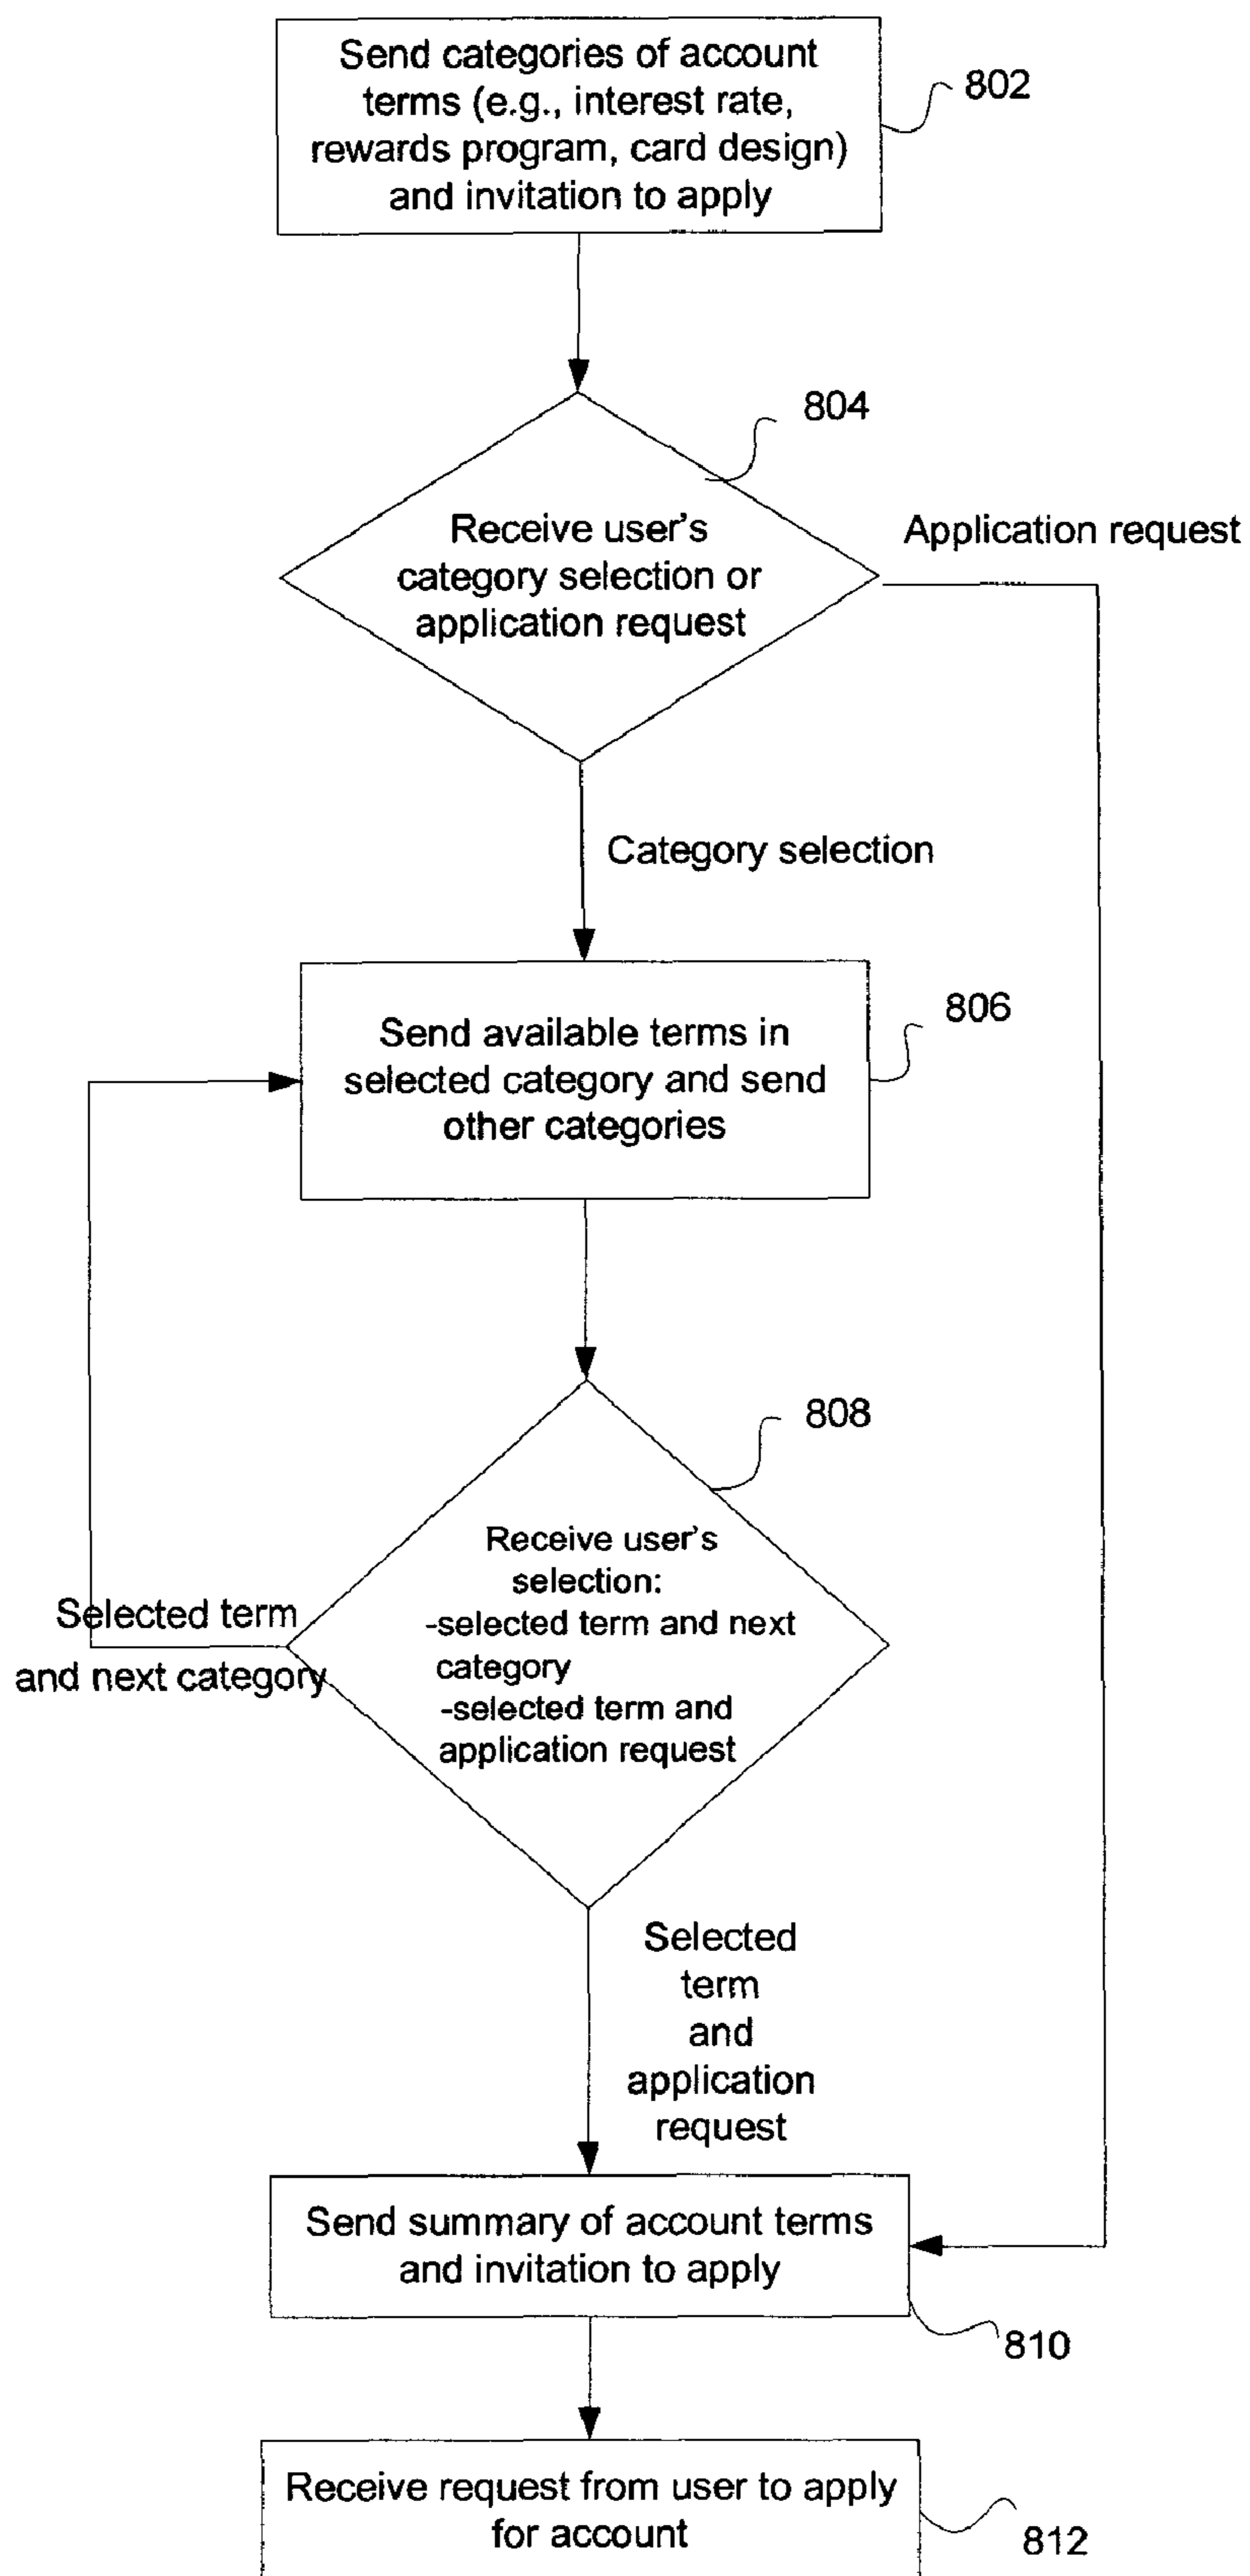 Send categories of account
terms (e.g., interest rate,
rewards program, card design)
and invitation to apply
802
804
Receive user's
category selection or
application request
Application request
Category selection
806
Send available terms in
selected category and send
other categories
808
Receive user's
selection:
-selected term and next
category
-selected term and
application request
Selected term
and next category
Selected
term
and
application
request
Send summary of account terms
and invitation to apply
810
Receive request from user to apply
for account
812